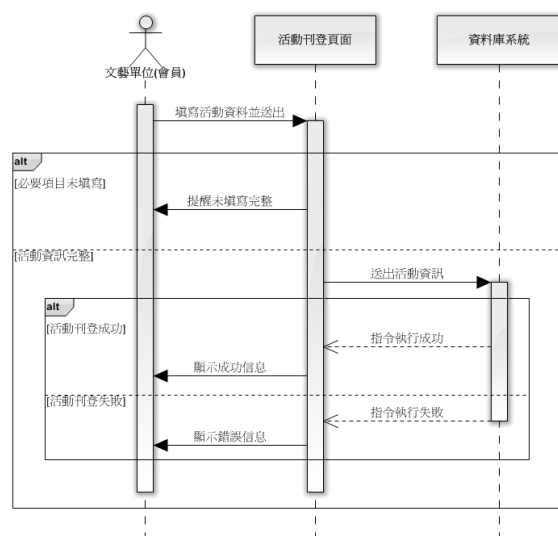 文藝單位(會員)
活動刊登頁面
資料庫系統
填寫活動資料並送出
alt
[必要項目未填寫]
提醒未填寫完整
[活動資訊完整]
送出活動資訊
alt
[活動刊登成功]
指令執行成功
顯示成功信息
[活動刊登失敗]
指令執行失敗
顯示錯誤信息